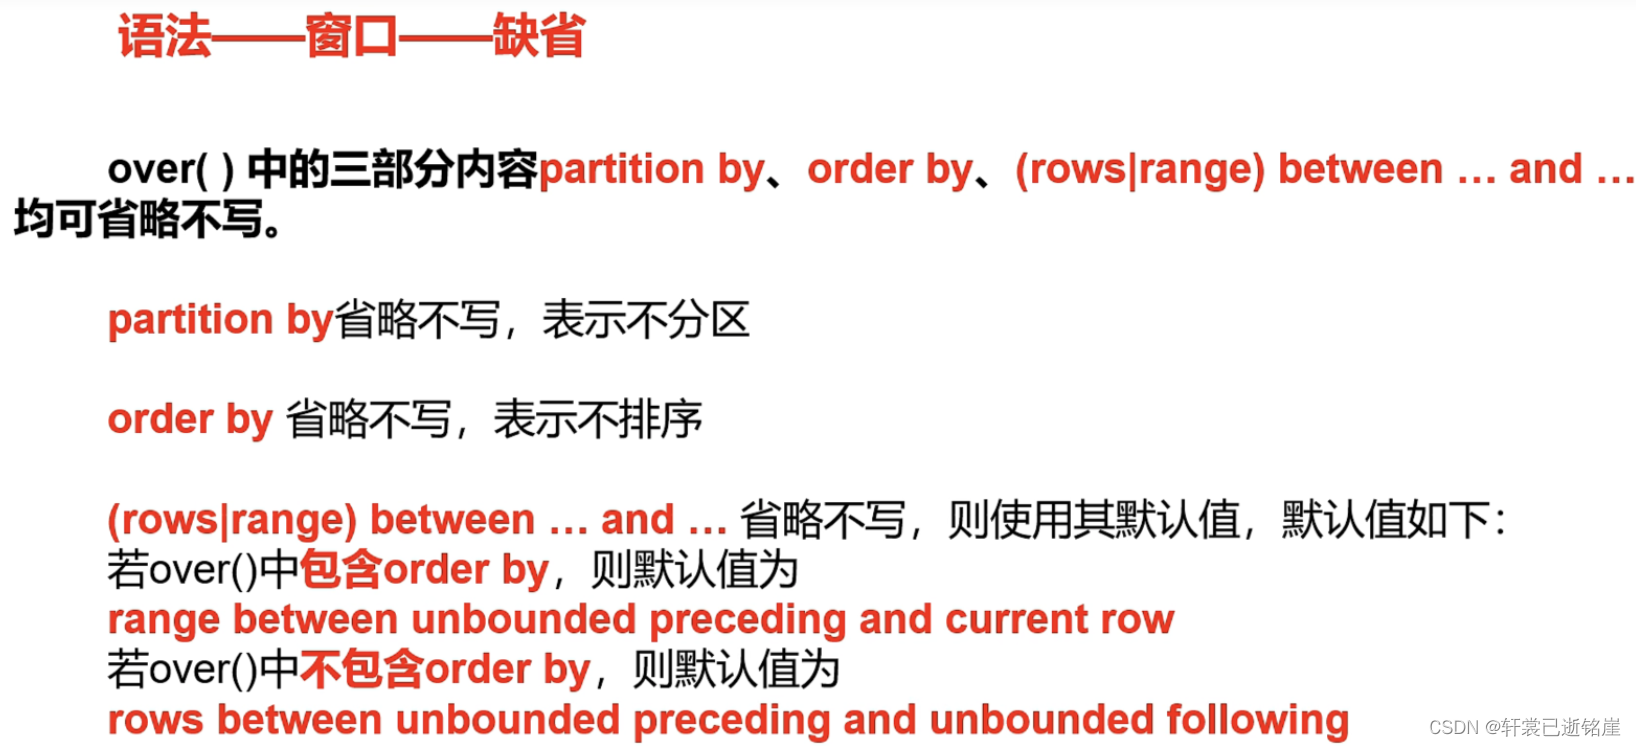 语法——窗口——缺省
over( ) 中的三部分内容partition by、order by、(rows|range) between … and …
均可省略不写。
partition by省略不写，表示不分区
order by 省略不写，表示不排序
(rows|range) between … and … 省略不写，则使用其默认值，默认值如下：
若over()中包含order by，则默认值为
range between unbounded preceding and current row
若over()中不包含order by，则默认值为
rows between unbounded preceding and unbounded following
CSDN @轩裳已逝铭崖